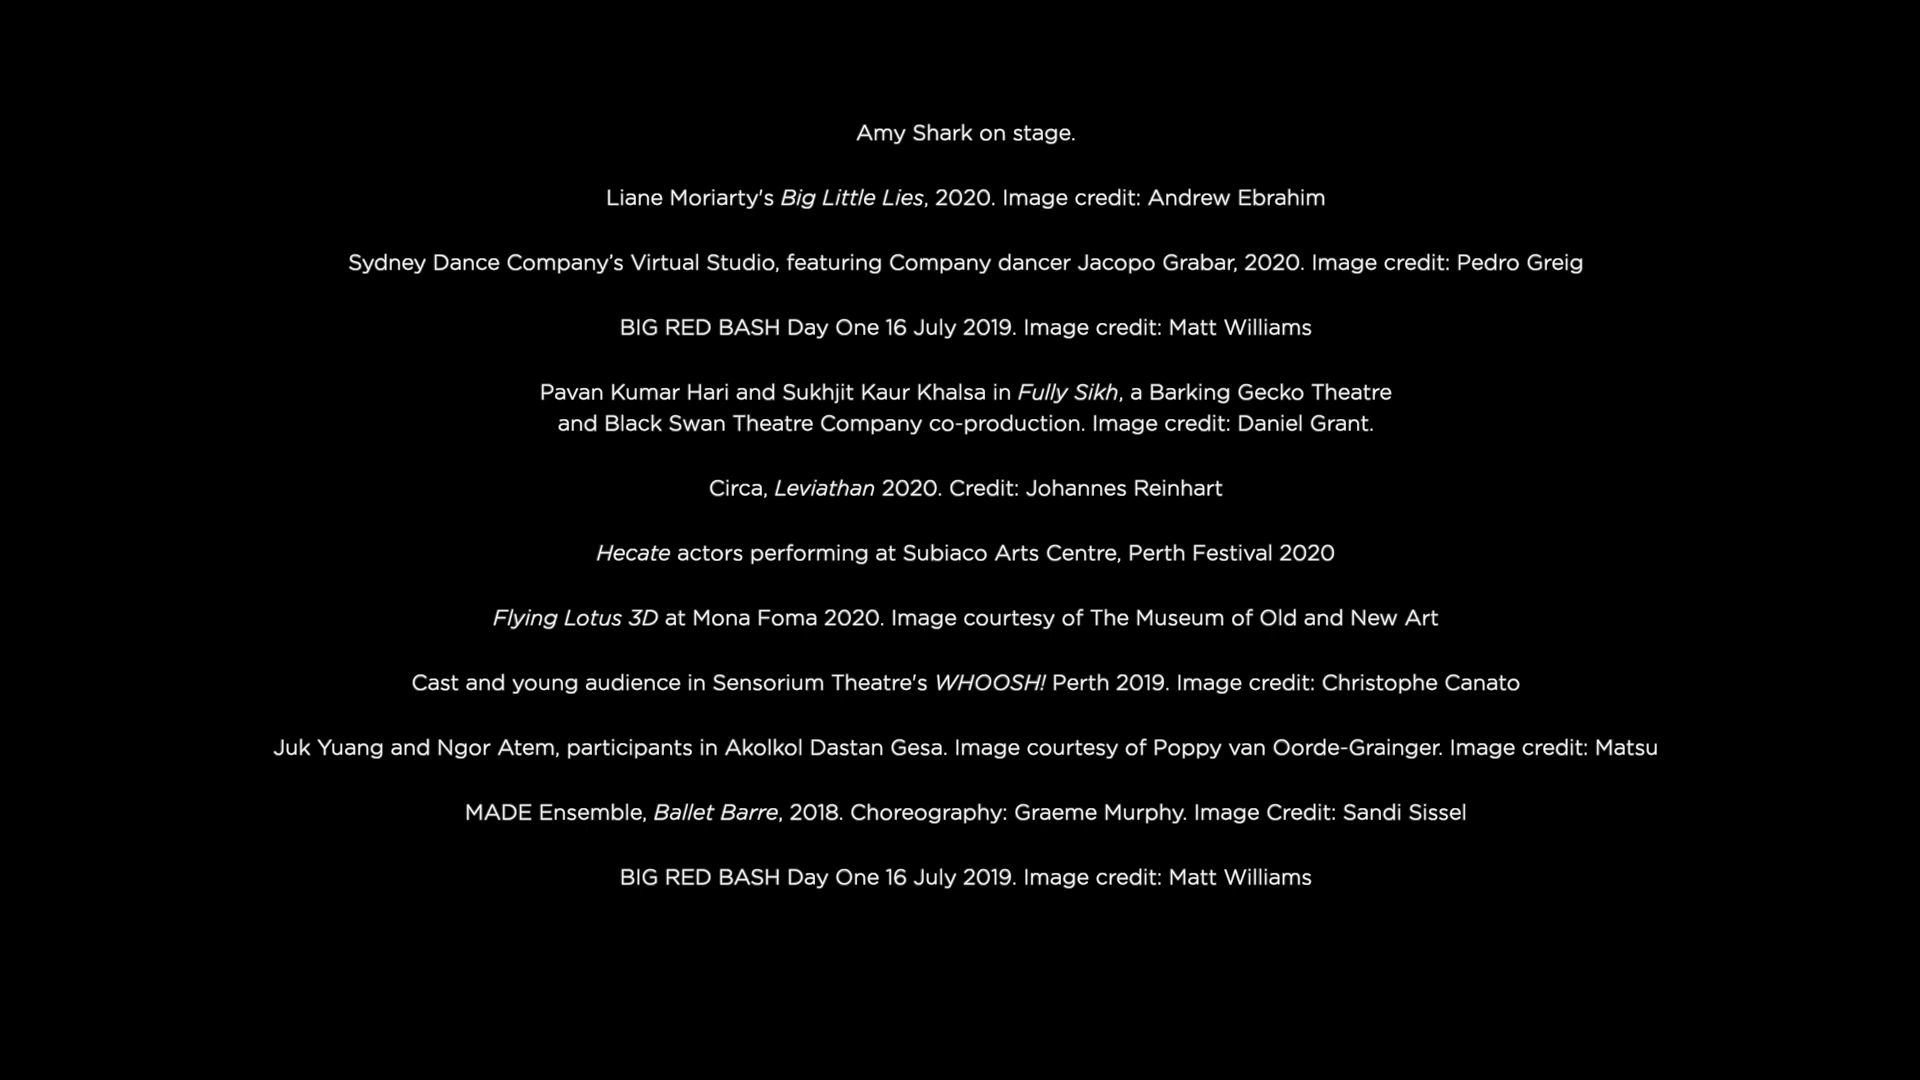 Amy Shark on stage.
Liane Moriarty's Big Little Lies, 2020. Image credit: Andrew Ebrahim
Sydney Dance Company’s Virtual Studio, featuring Company dancer Jacopo Grabar, 2020. Image credit: Pedro Greig
BIG RED BASH Day One 16 July 2019. Image credit: Matt Williams
Pavan Kumar Hari and Sukhjit Kaur Khalsa in Fully Sikh, a Barking Gecko Theatre
and Black Swan Theatre Company co-production. Image credit: Daniel Grant.
Circa, Leviathan 2020. Credit: Johannes Reinhart
Hecate actors performing at Subiaco Arts Centre, Perth Festival 2020
Flying Lotus 3D at Mona Foma 2020. Image courtesy of The Museum of Old and New Art
Cast and young audience in Sensorium Theatre's WHOOSH! Perth 2019. Image credit: Christophe Canato
Juk Yuang and Ngor Atem, participants in Akolkol Dastan Gesa. Image courtesy of Poppy van Oorde-Grainger. Image credit: Matsu
MADE Ensemble, Ballet Barre, 2018. Choreography: Graeme Murphy. Image Credit: Sandi Sissel
BIG RED BASH Day One 16 July 2019. Image credit: Matt Williams